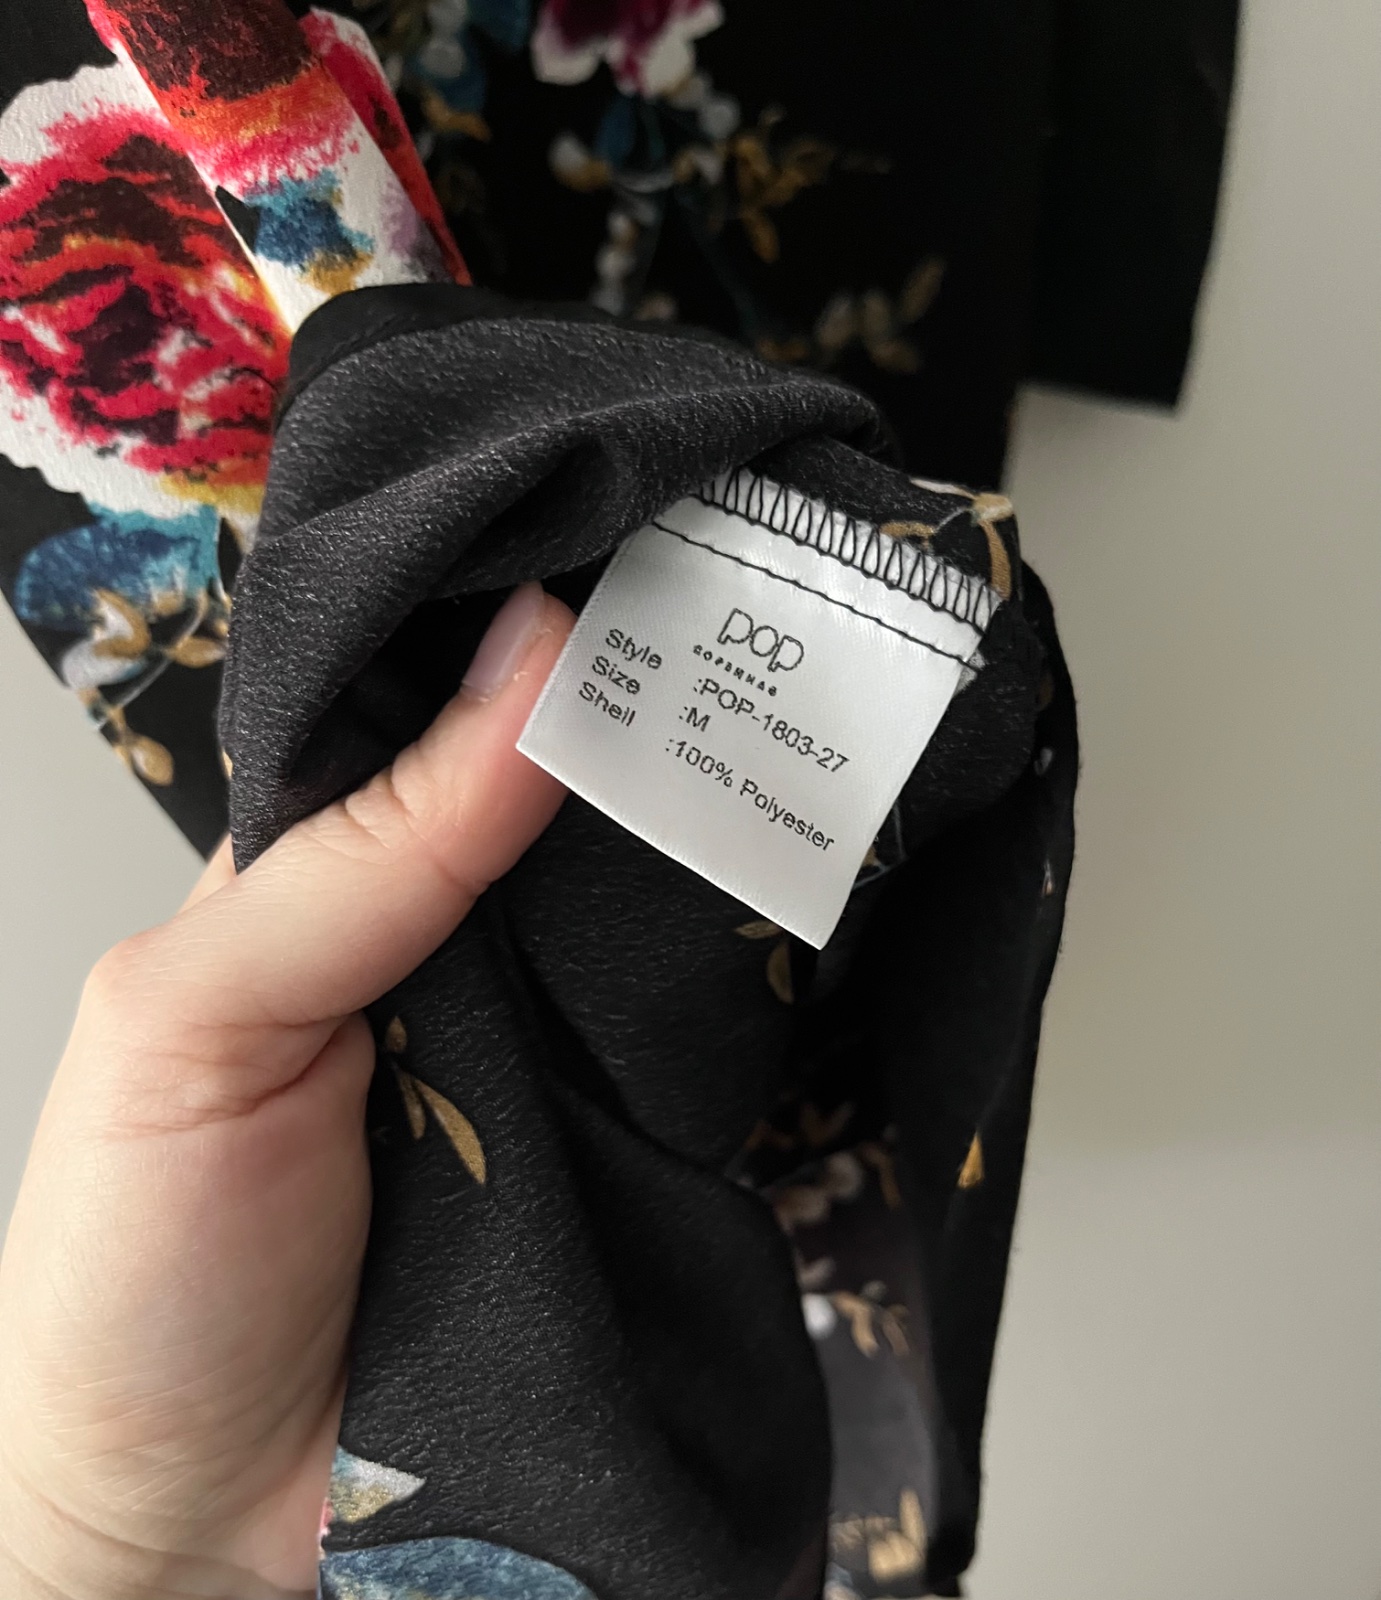 pop
COPENHAG
Style :POP-1803-27
Size :M
Shell :100% Polyester